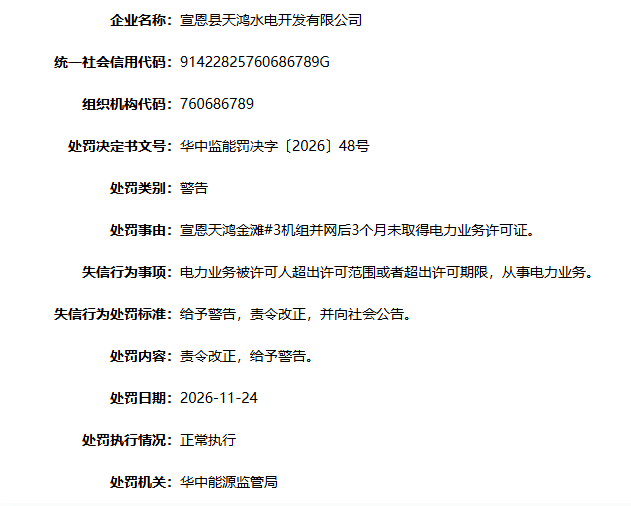 企业名称：宣恩县天鸿水电开发有限公司
统一社会信用代码：91422825760686789G
组织机构代码：760686789
处罚决定书文号：华中监能罚决字〔2026〕48号
处罚类别：警告
处罚事由：宣恩天鸿金滩#3机组并网后3个月未取得电力业务许可证。
失信行为事项：电力业务被许可人超出许可范围或者超出许可期限，从事电力业务。
失信行为处罚标准：给予警告，责令改正，并向社会公告。
处罚内容：责令改正，给予警告。
处罚日期：2026-11-24
处罚执行情况：正常执行
处罚机关：华中能源监管局